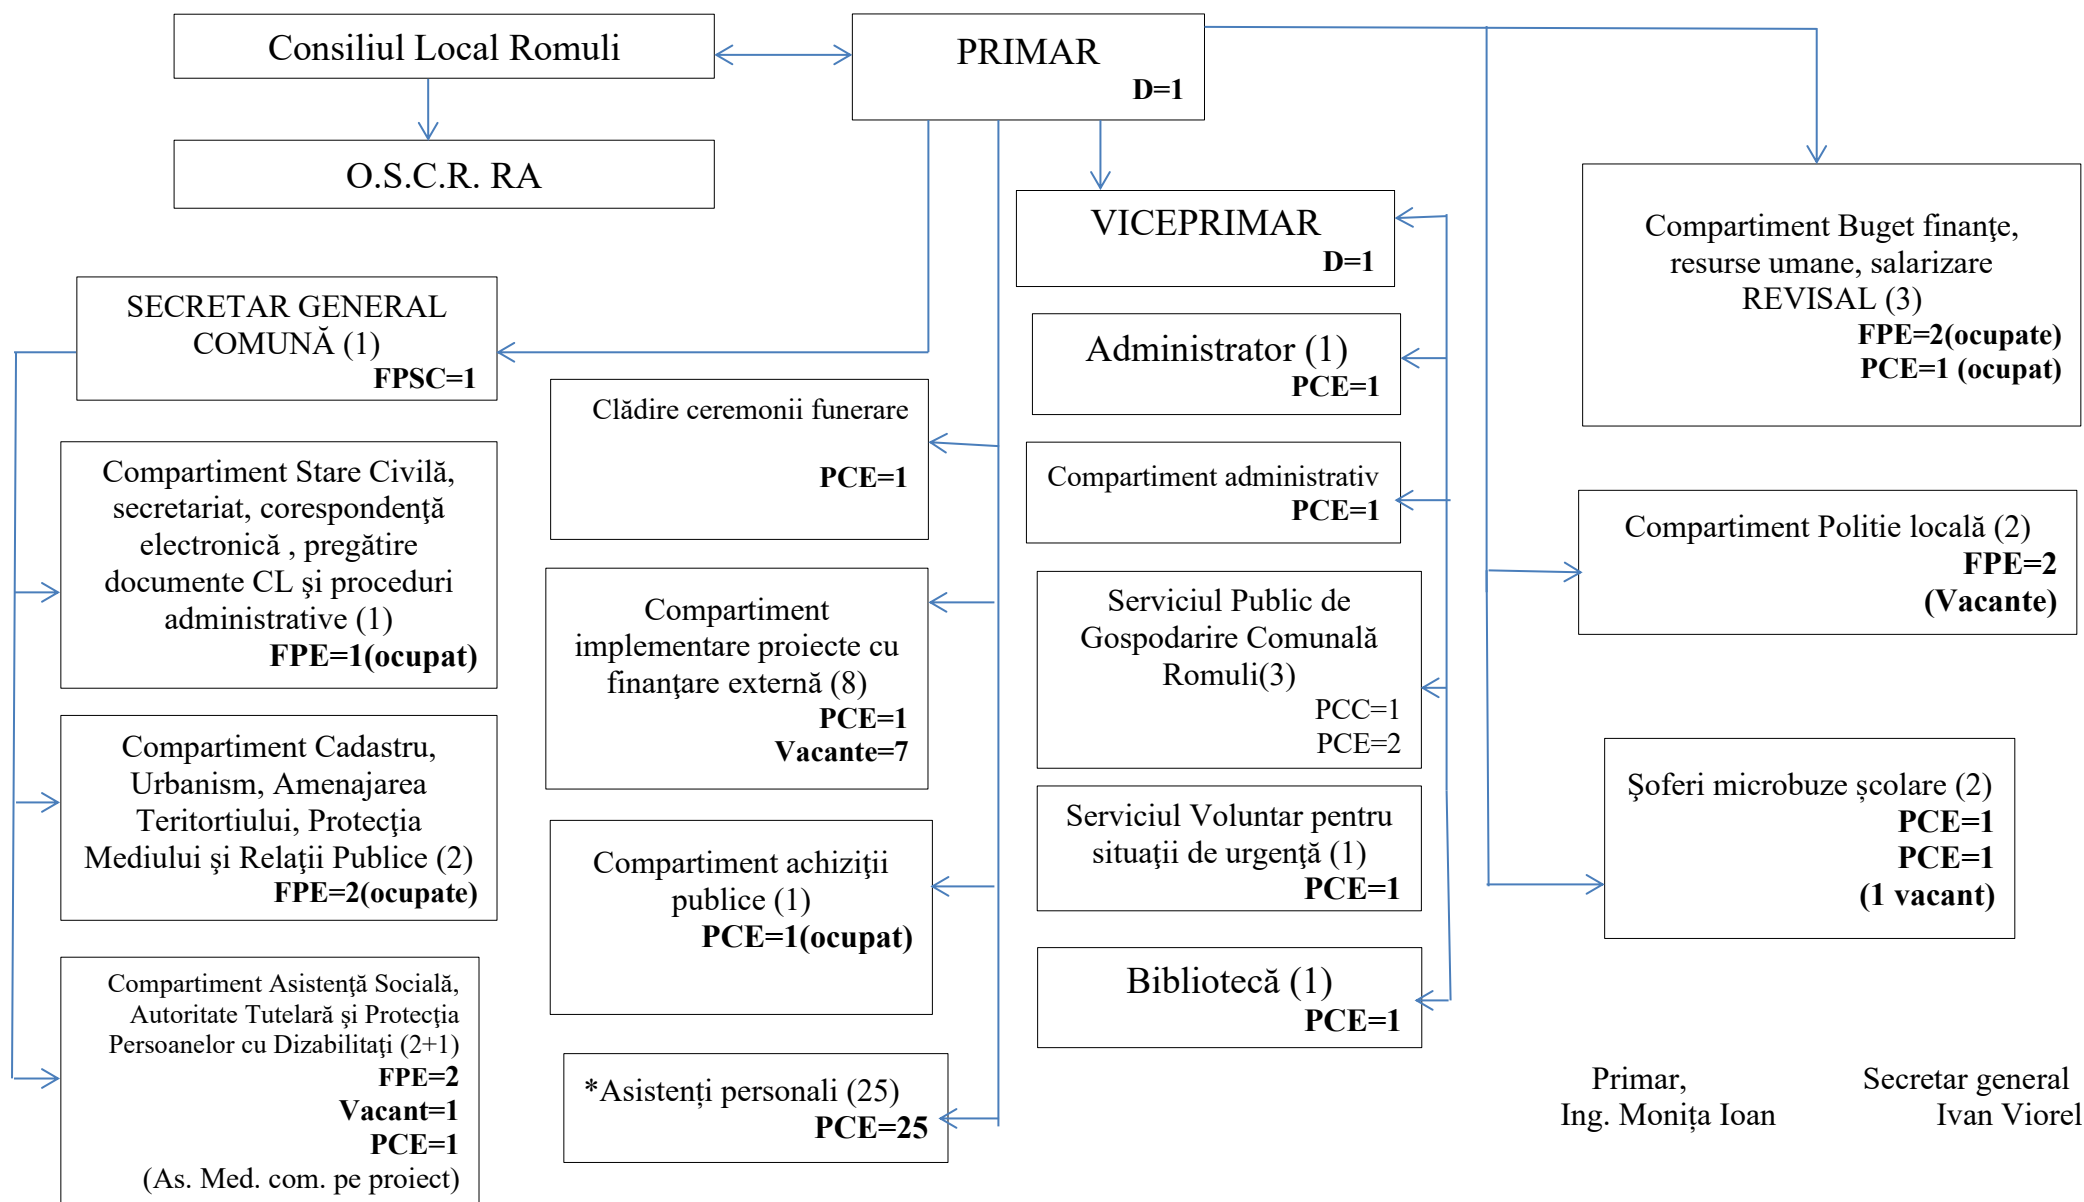 Consiliul Local Romuli
PRIMAR
D=1
O.S.C.R. RA
VICEPRIMAR
D=1
Compartiment Buget finanţe,
resurse umane, salarizare
REVISAL (3)
FPE=2(ocupate)
PCE=1 (ocupat)
SECRETAR GENERAL
COMUNĂ (1)
FPSC=1
Administrator (1)
PCE=1
Clădire ceremonii funerare
PCE=1
Compartiment administrativ
PCE=1
Compartiment Stare Civilă,
secretariat, corespondenţă
electronică , pregătire
documente CL şi proceduri
administrative (1)
FPE=1(ocupat)
Compartiment Politie locală (2)
FPE=2
(Vacante)
Compartiment
implementare proiecte cu
finanţare externă (8)
PCE=1
Vacante=7
Serviciul Public de
Gospodarire Comunală
Romuli(3)
PCC=1
PCE=2
Compartiment Cadastru,
Urbanism, Amenajarea
Teritortiului, Protecţia
Mediului şi Relaţii Publice (2)
FPE=2(ocupate)
Şoferi microbuze școlare (2)
PCE=1
PCE=1
(1 vacant)
Serviciul Voluntar pentru
situaţii de urgenţă (1)
PCE=1
Compartiment achiziţii
publice (1)
PCE=1(ocupat)
Bibliotecă (1)
PCE=1
Compartiment Asistenţă Socială,
Autoritate Tutelară şi Protecţia
Persoanelor cu Dizabilitaţi (2+1)
FPE=2
Vacant=1
PCE=1
(As. Med. com. pe proiect)
*Asistenți personali (25)
PCE=25
Primar,
Ing. Monița Ioan
Secretar general
Ivan Viorel